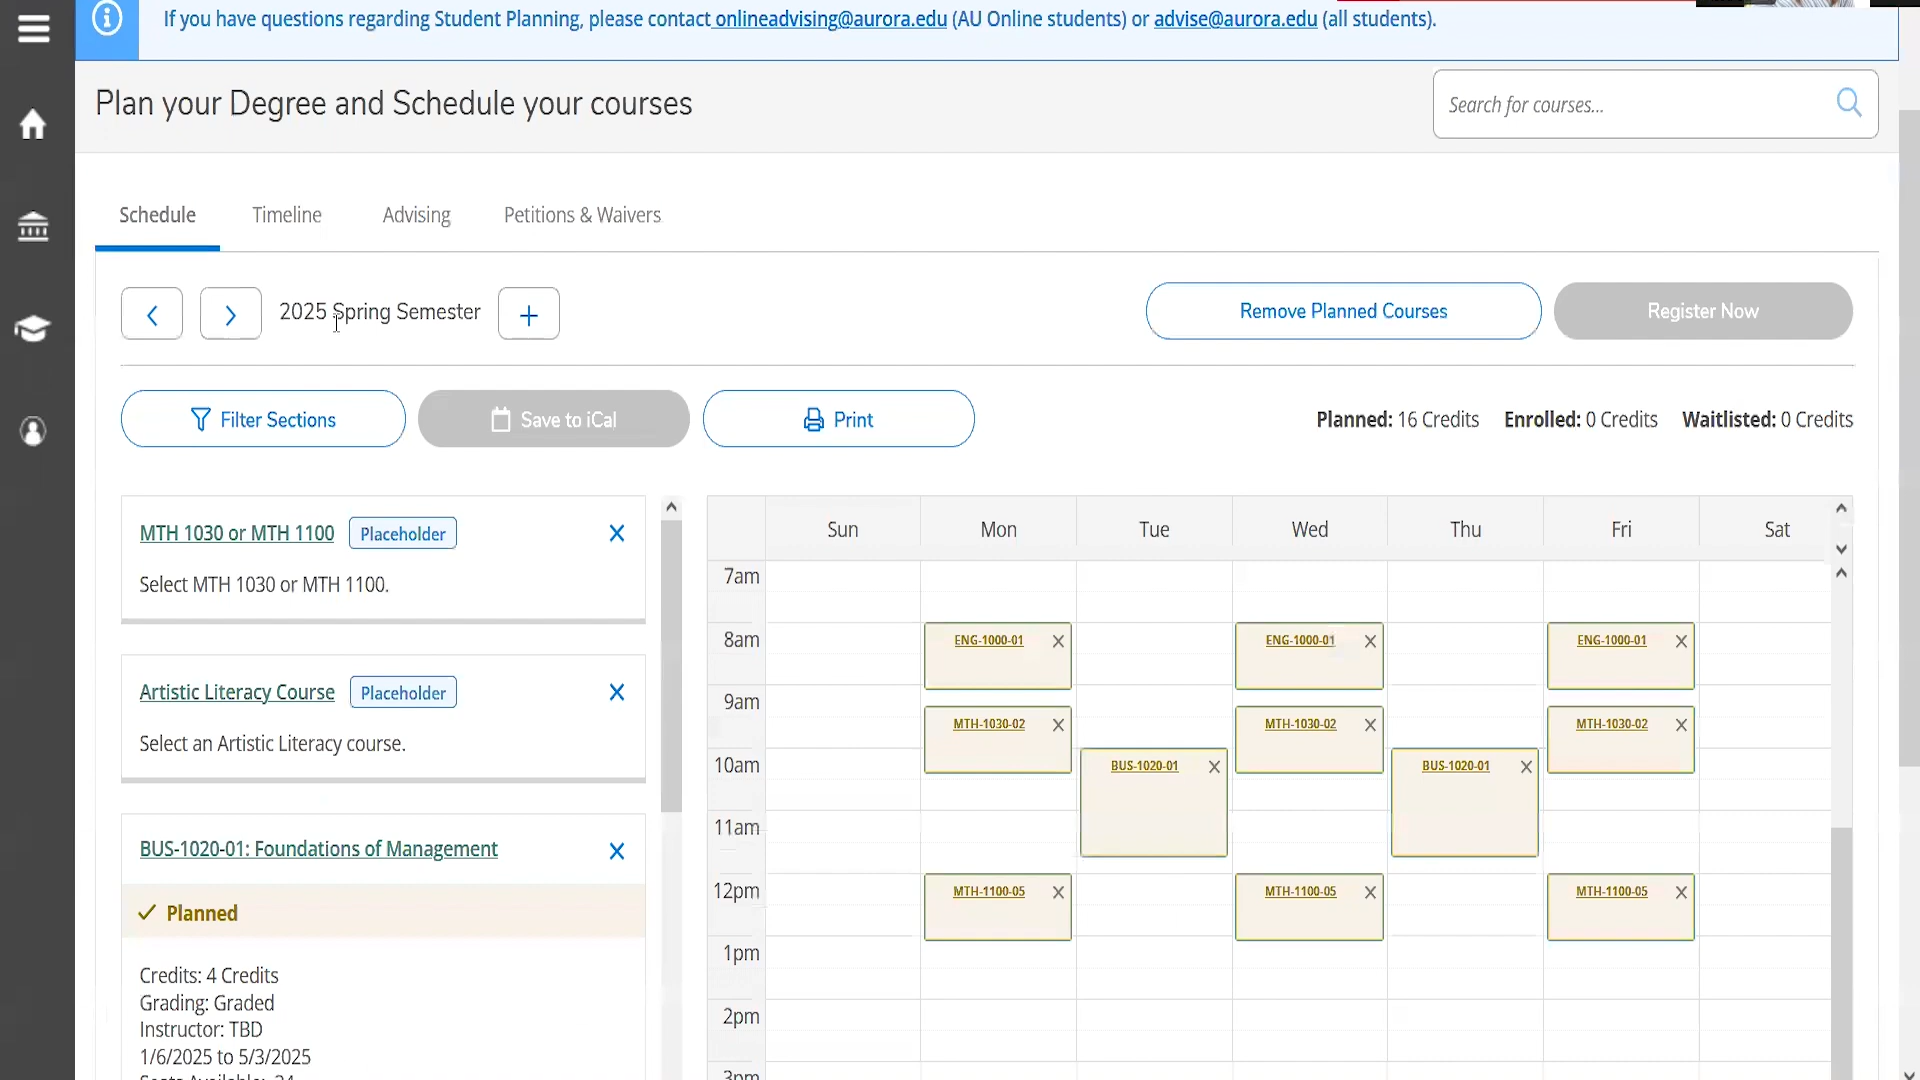 If you have questions regarding Student Planning, please contact onlineadvising@aurora.edu (AU Online students) or advise@aurora.edu (all students).
Plan your Degree and Schedule your courses
Search for courses...
Schedule Timeline Advising Petitions & Waivers
2025 Spring Semester
Remove Planned Courses
Register Now
Filter Sections
Save to iCal
Print
Planned: 16 Credits Enrolled: 0 Credits Waitlisted: 0 Credits
MTH 1030 or MTH 1100 Placeholder
Select MTH 1030 or MTH 1100.
Artistic Literacy Course Placeholder
Select an Artistic Literacy course.
BUS-1020-01: Foundations of Management
Planned
Credits: 4 Credits
Grading: Graded
Instructor: TBD
1/6/2025 to 5/3/2025
Seats Available: 24
Sun Mon Tue Wed Thu Fri Sat
7am
8am
ENG-1000-01 ENG-1000-01 ENG-1000-01
9am
MTH-1030-02 MTH-1030-02 MTH-1030-02
10am
BUS-1020-01 BUS-1020-01
11am
12pm
MTH-1100-05 MTH-1100-05 MTH-1100-05
1pm
2pm
3pm